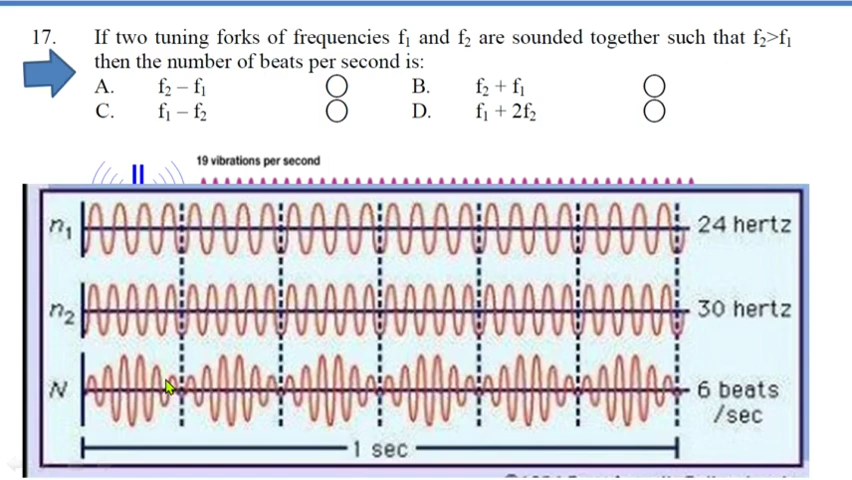 17. If two tuning forks of frequencies f₁ and f₂ are sounded together such that f₂>f₁
then the number of beats per second is:
A. f₂ – f₁ B. f₂ + f₁
C. f₁ – f₂ D. f₁ + 2f₂
19 vibrations per second
n₁ 24 hertz
n₂ 30 hertz
N 6 beats
/sec
1 sec